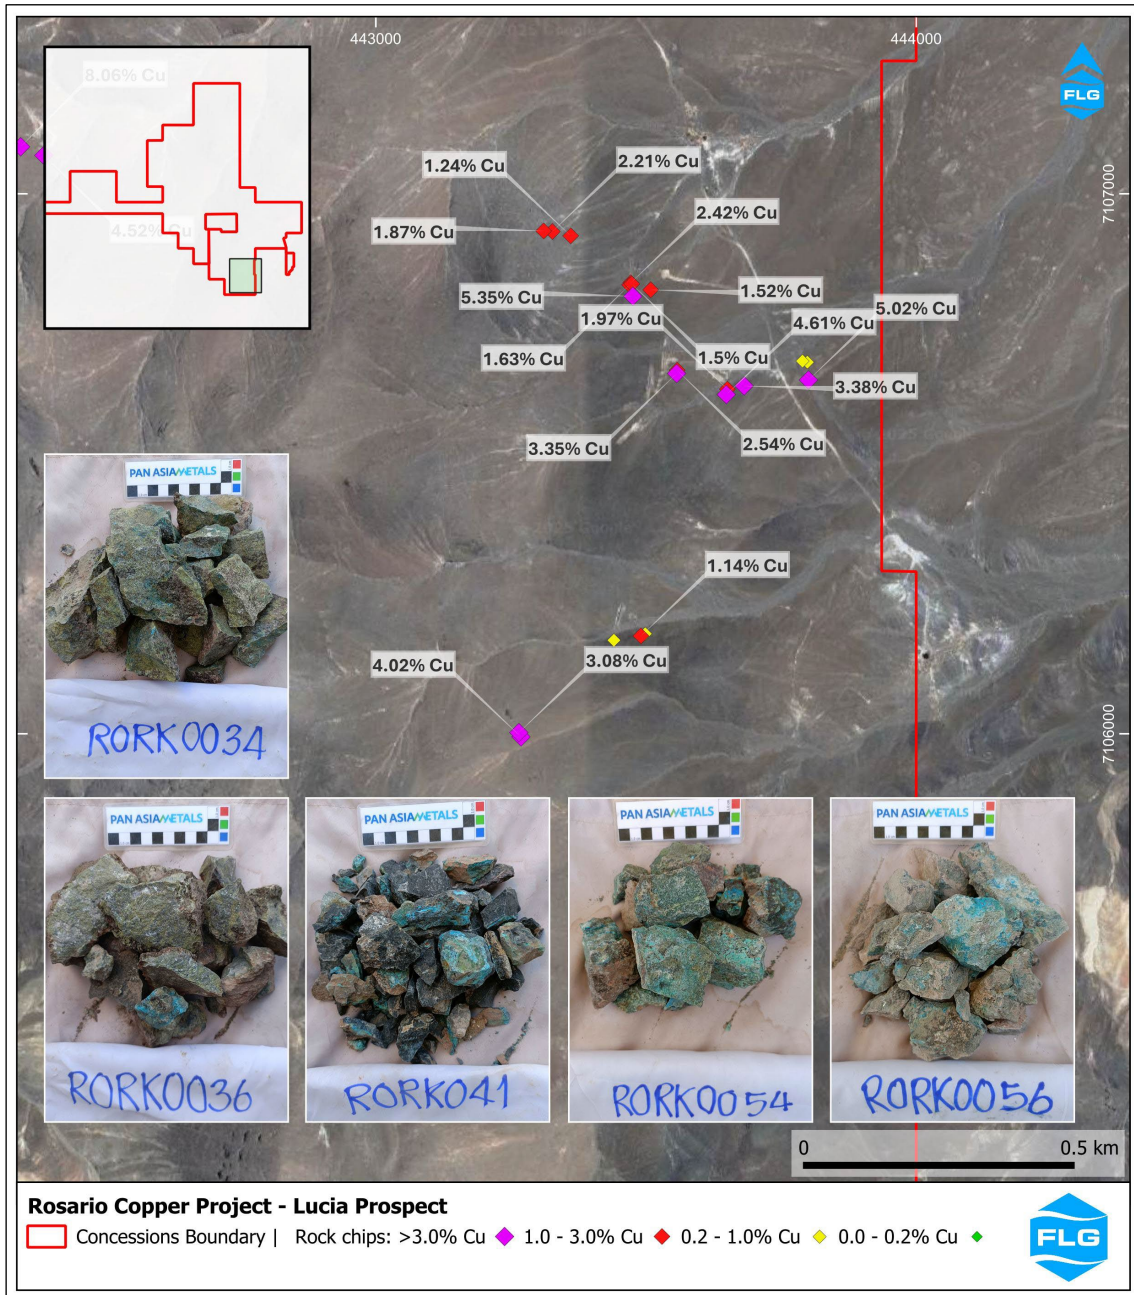 443000
444000
FLG
8.06% Cu
2.21% Cu
1.24% Cu
7107000
2.42% Cu
1.87% Cu
4.52% Cu
1.52% Cu
5.35% Cu
5.02% Cu
1.97% Cu
4.61% Cu
1.63% Cu
1.5% Cu
3.38% Cu
3.35% Cu
2.54% Cu
PAN ASIA METALS
1.14% Cu
4.02% Cu
3.08% Cu
RORK0034
7106000
PAN ASIA METALS
PAN ASIA METALS
PAN ASIA METALS
PAN ASIA METALS
RORK0036
RORK041
RORK0054
RORK0056
0 0.5 km
Rosario Copper Project - Lucia Prospect
Concessions Boundary | Rock chips: >3.0% Cu 1.0 - 3.0% Cu 0.2 - 1.0% Cu 0.0 - 0.2% Cu
FLG